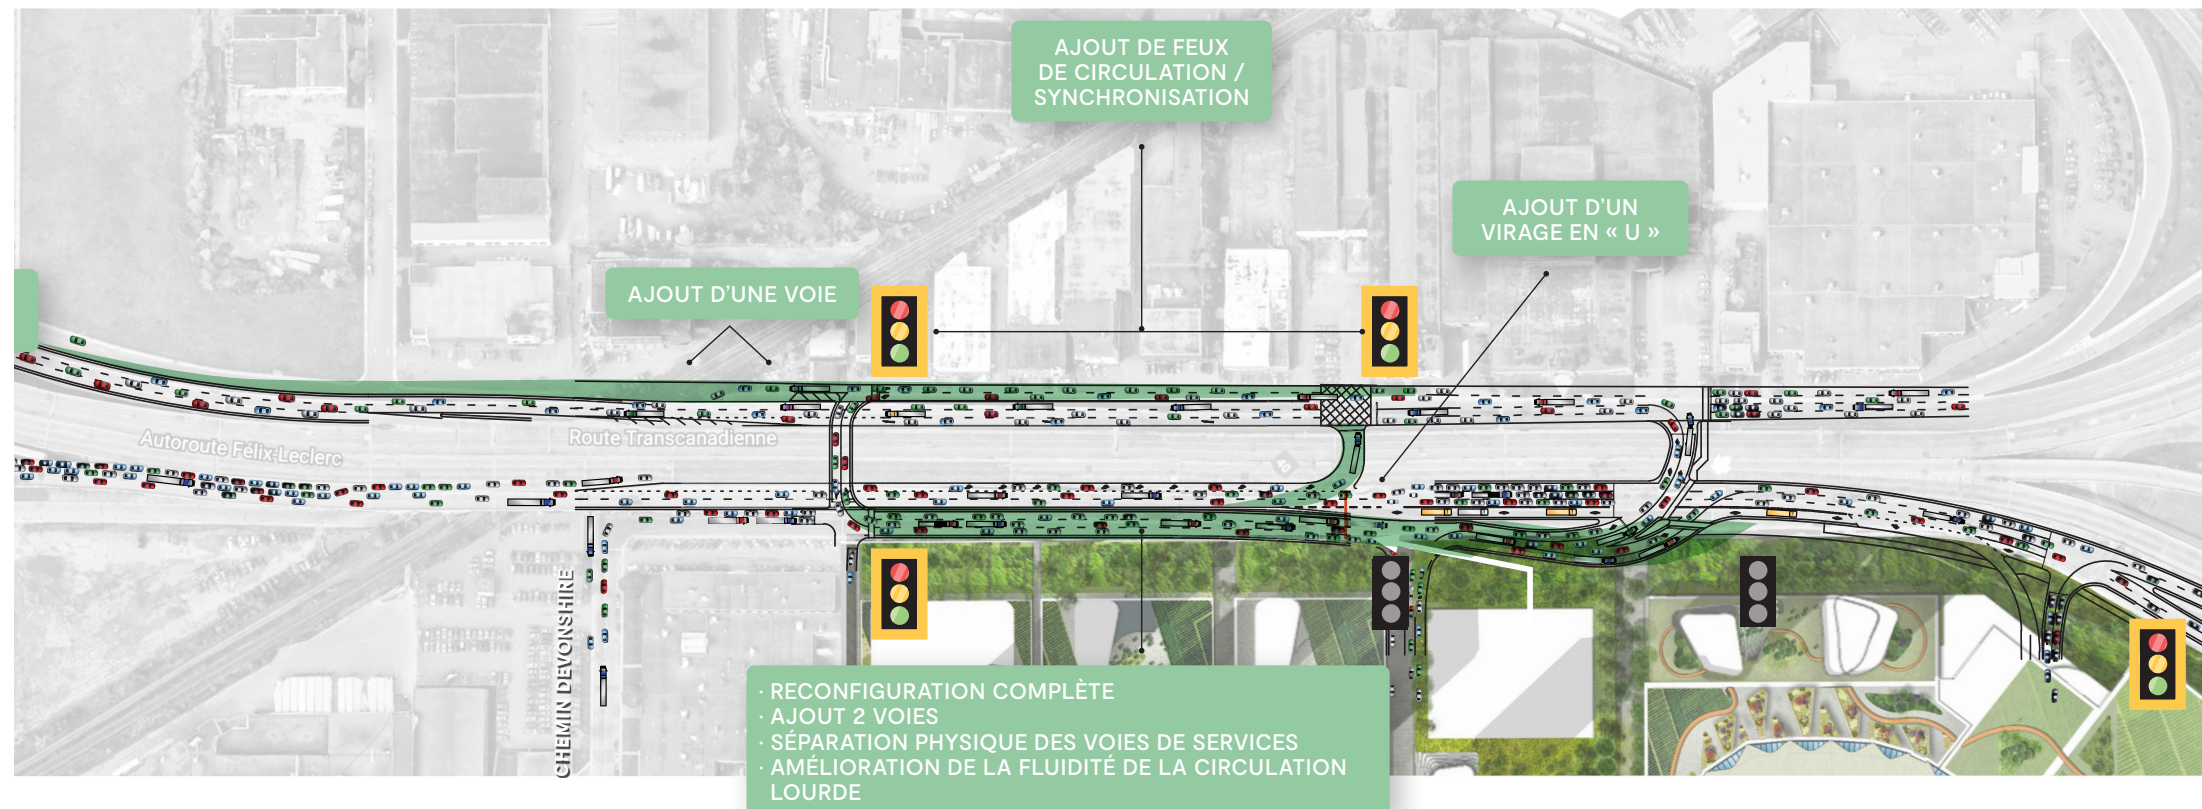 AJOUT DE FEUX
DE CIRCULATION /
SYNCHRONISATION
AJOUT D'UN
VIRAGE EN « U »
AJOUT D'UNE VOIE
Autoroute Félix-Leclerc
Route Transcanadienne
40
CHEMIN DEVONSHIRE
· RECONFIGURATION COMPLÈTE
· AJOUT 2 VOIES
· SÉPARATION PHYSIQUE DES VOIES DE SERVICES
· AMÉLIORATION DE LA FLUIDITÉ DE LA CIRCULATION
LOURDE